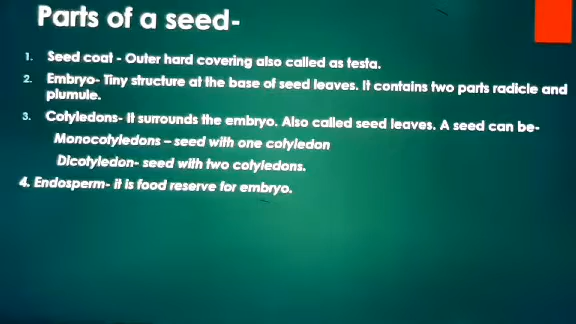 Parts of a seed-
1. Seed coat - Outer hard covering also called as testa.
2. Embryo- Tiny structure at the base of seed leaves. It contains two parts radicle and
plumule.
3. Cotyledons- It surrounds the embryo. Also called seed leaves. A seed can be-
Monocotyledons – seed with one cotyledon
Dicotyledon- seed with two cotyledons.
4. Endosperm- it is food reserve for embryo.